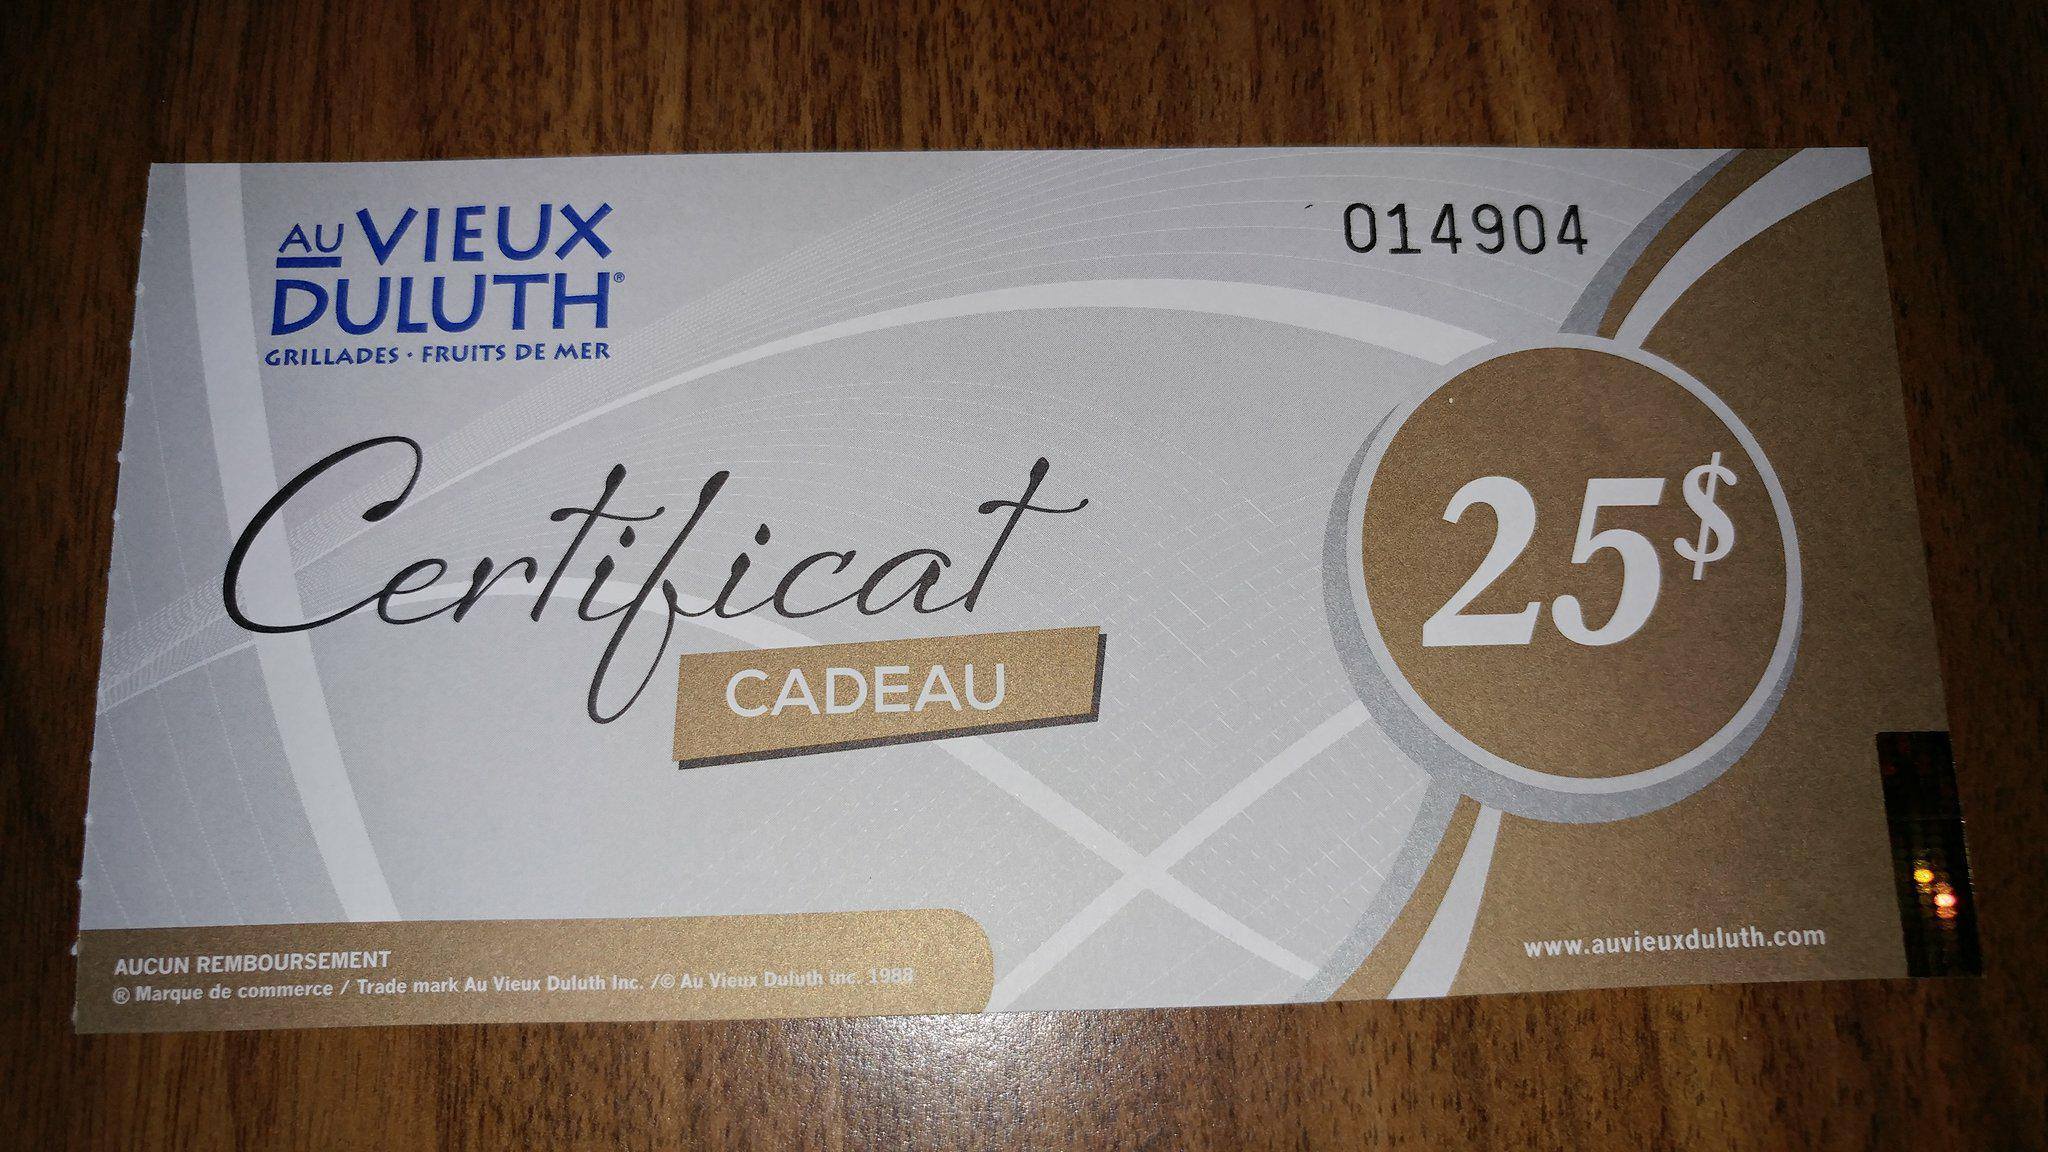 AU VIEUX
DULUTH®
GRILLADES · FRUITS DE MER
014904
Certificat
CADEAU
25$
AUCUN REMBOURSEMENT
® Marque de commerce / Trade mark Au Vieux Duluth Inc. /© Au Vieux Duluth inc. 1988
www.auvieuxduluth.com